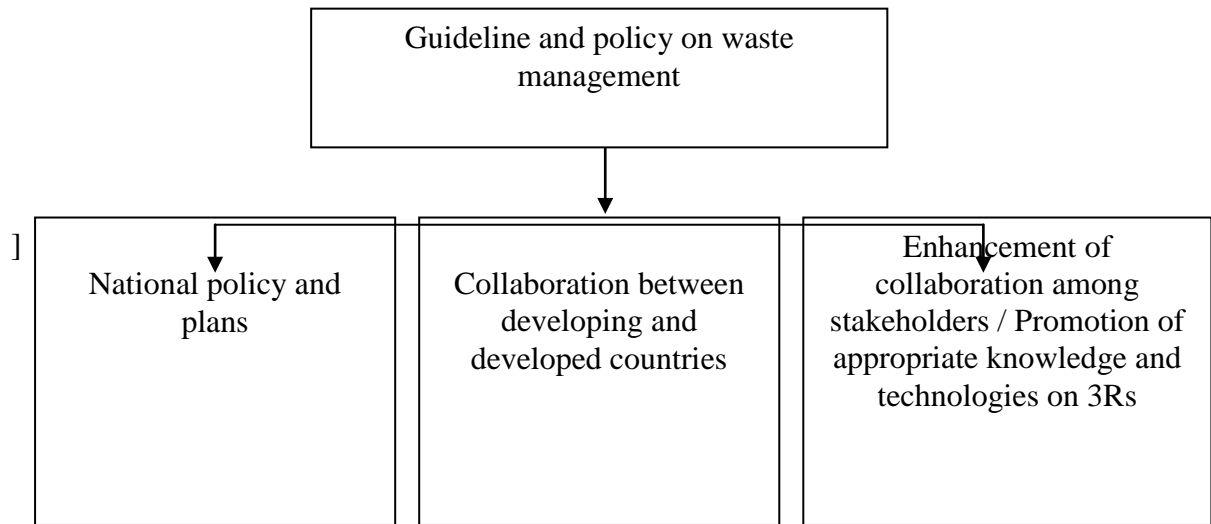 Guideline and policy on waste
management
]
National policy and
plans
Collaboration between
developing and
developed countries
Enhancement of
collaboration among
stakeholders / Promotion of
appropriate knowledge and
technologies on 3Rs